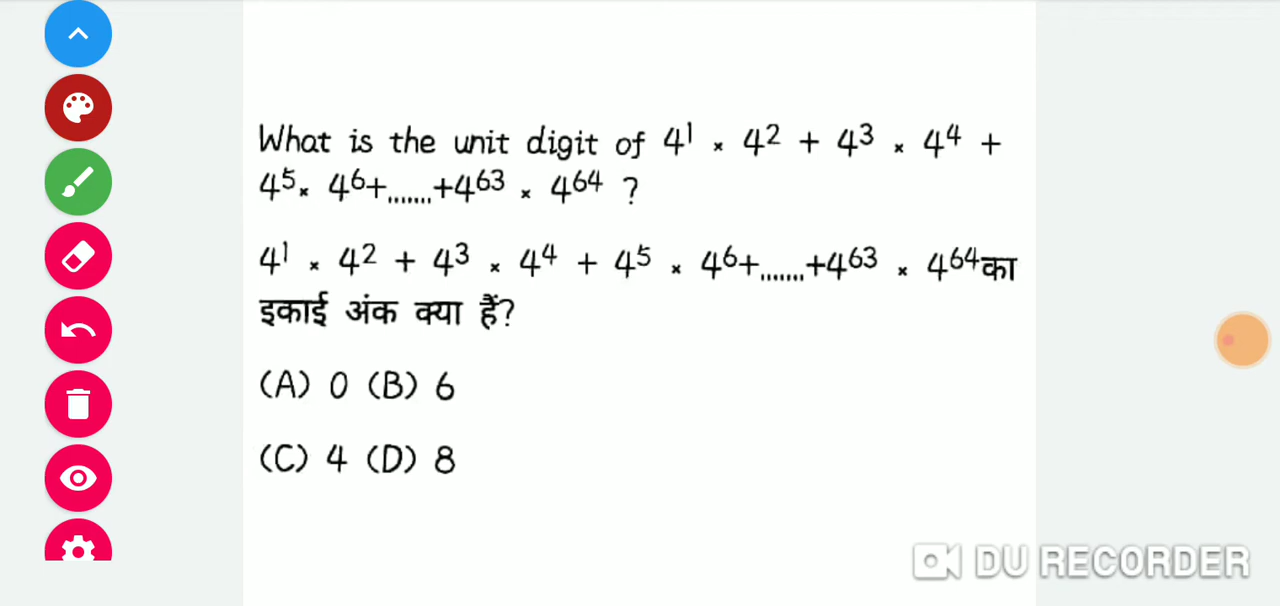 What is the unit digit of 4¹ × 4² + 4³ × 4⁴ +
4⁵× 4⁶+.......+4⁶³ × 4⁶⁴ ?
4¹ × 4² + 4³ × 4⁴ + 4⁵ × 4⁶+.......+4⁶³ × 4⁶⁴का
इकाई अंक क्या हैं?
(A) 0 (B) 6
(C) 4 (D) 8
DU RECORDER